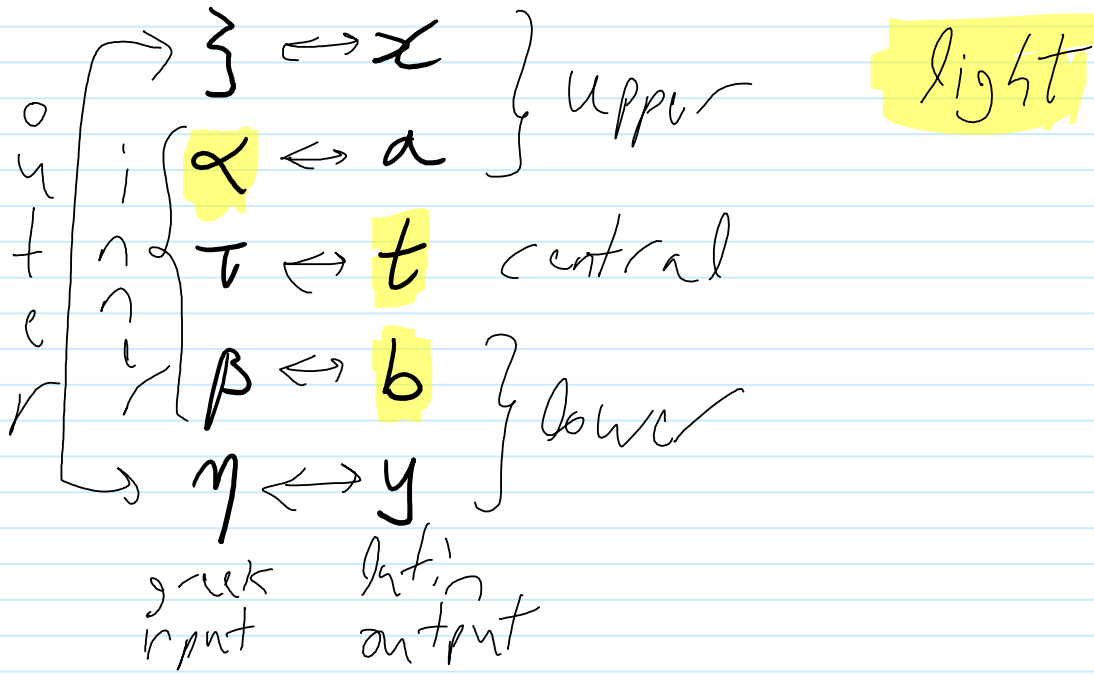 ξ ↔ x
upper
light
α ↔ a
τ ↔ t
central
β ↔ b
lower
η ↔ y
outer
inner
greek
input
latin
output